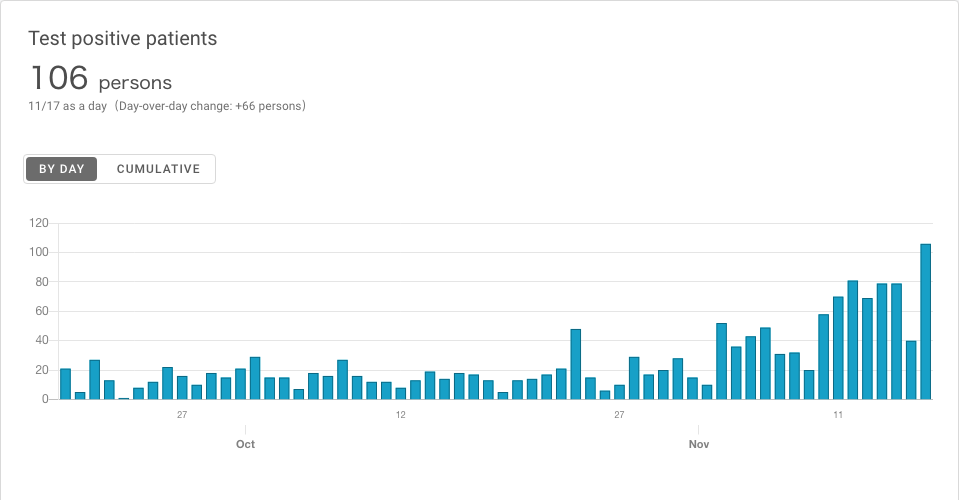 Test positive patients
106 persons
11/17 as a day（Day-over-day change: +66 persons）
BY DAY CUMULATIVE
120
100
80
60
40
20
0
27 12 27 11
Oct Nov